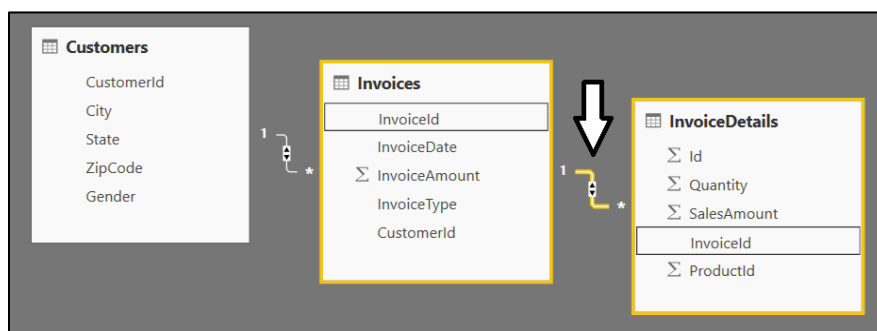 Customers
CustomerId
City
State
ZipCode
Gender
1
*
Invoices
InvoiceId
InvoiceDate
Σ InvoiceAmount
InvoiceType
CustomerId
1
*
InvoiceDetails
Σ Id
Σ Quantity
Σ SalesAmount
InvoiceId
Σ ProductId